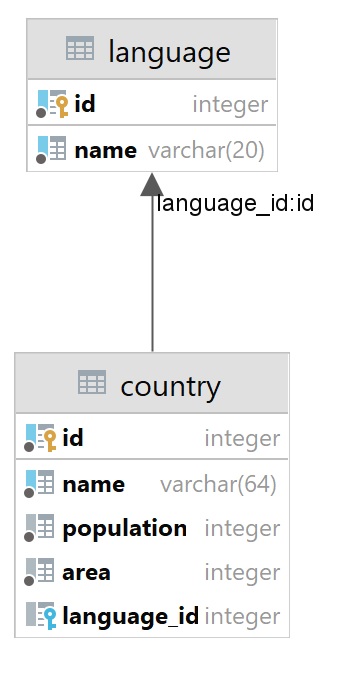 language
id integer
name varchar(20)
language_id:id
country
id integer
name varchar(64)
population integer
area integer
language_id integer